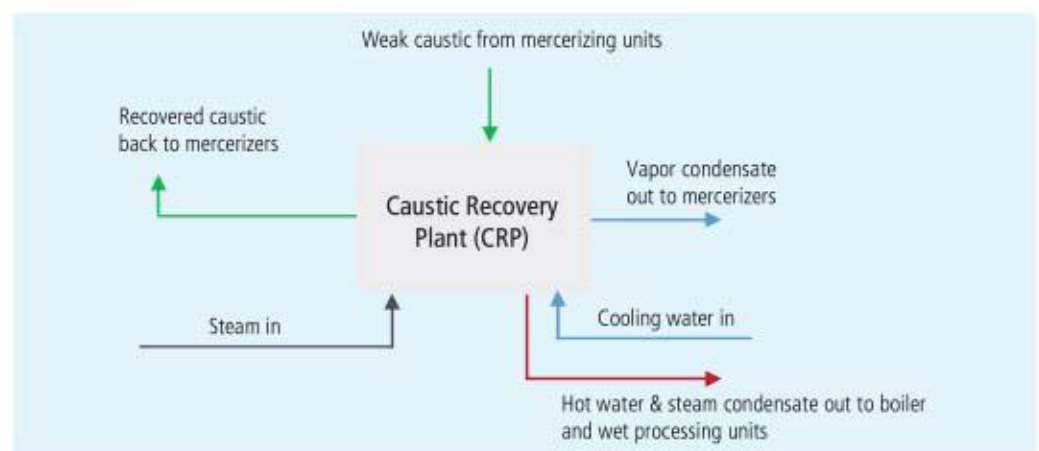 Weak caustic from mercerizing units
Recovered caustic
back to mercerizers
Vapor condensate
out to mercerizers
Caustic Recovery
Plant (CRP)
Steam in
Cooling water in
Hot water & steam condensate out to boiler
and wet processing units